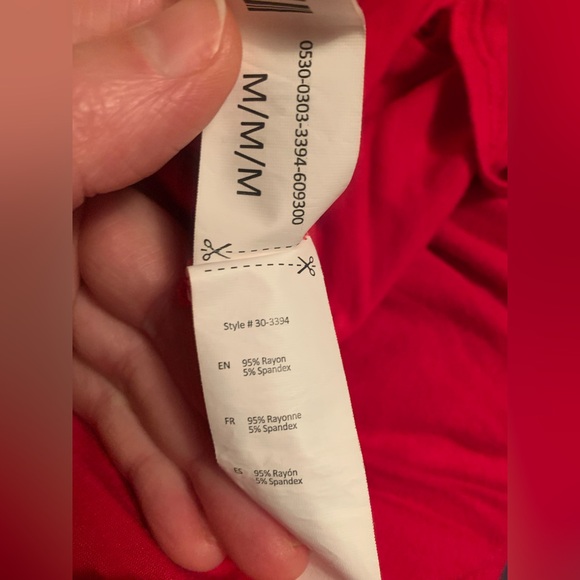 0530-0303-3394-609300
M/M/M
Style # 30-3394
EN 95% Rayon
5% Spandex
FR 95% Rayonne
5% Spandex
ES 95% Rayón
5% Spandex